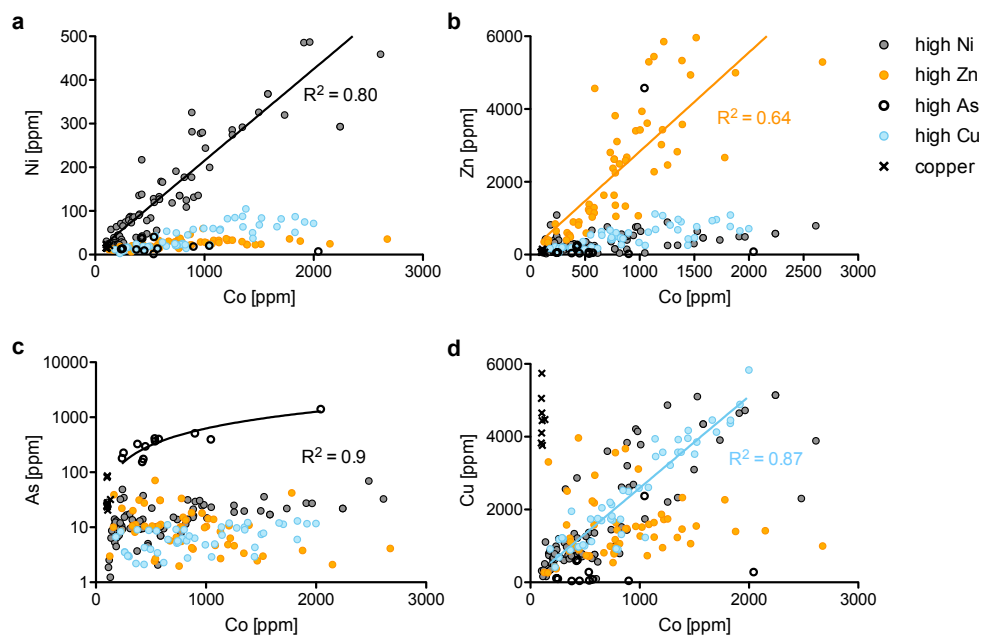 a
500
400
300
200
100
0
Ni [ppm]
R² = 0.80
0 1000 2000 3000
Co [ppm]
b
6000
4000
2000
0
Zn [ppm]
R² = 0.64
0 500 1000 1500 2000 2500 3000
Co [ppm]
high Ni
high Zn
high As
high Cu
copper
c
10000
1000
100
10
1
As [ppm]
R² = 0.9
0 1000 2000 3000
Co [ppm]
d
6000
4000
2000
0
Cu [ppm]
R² = 0.87
0 1000 2000 3000
Co [ppm]